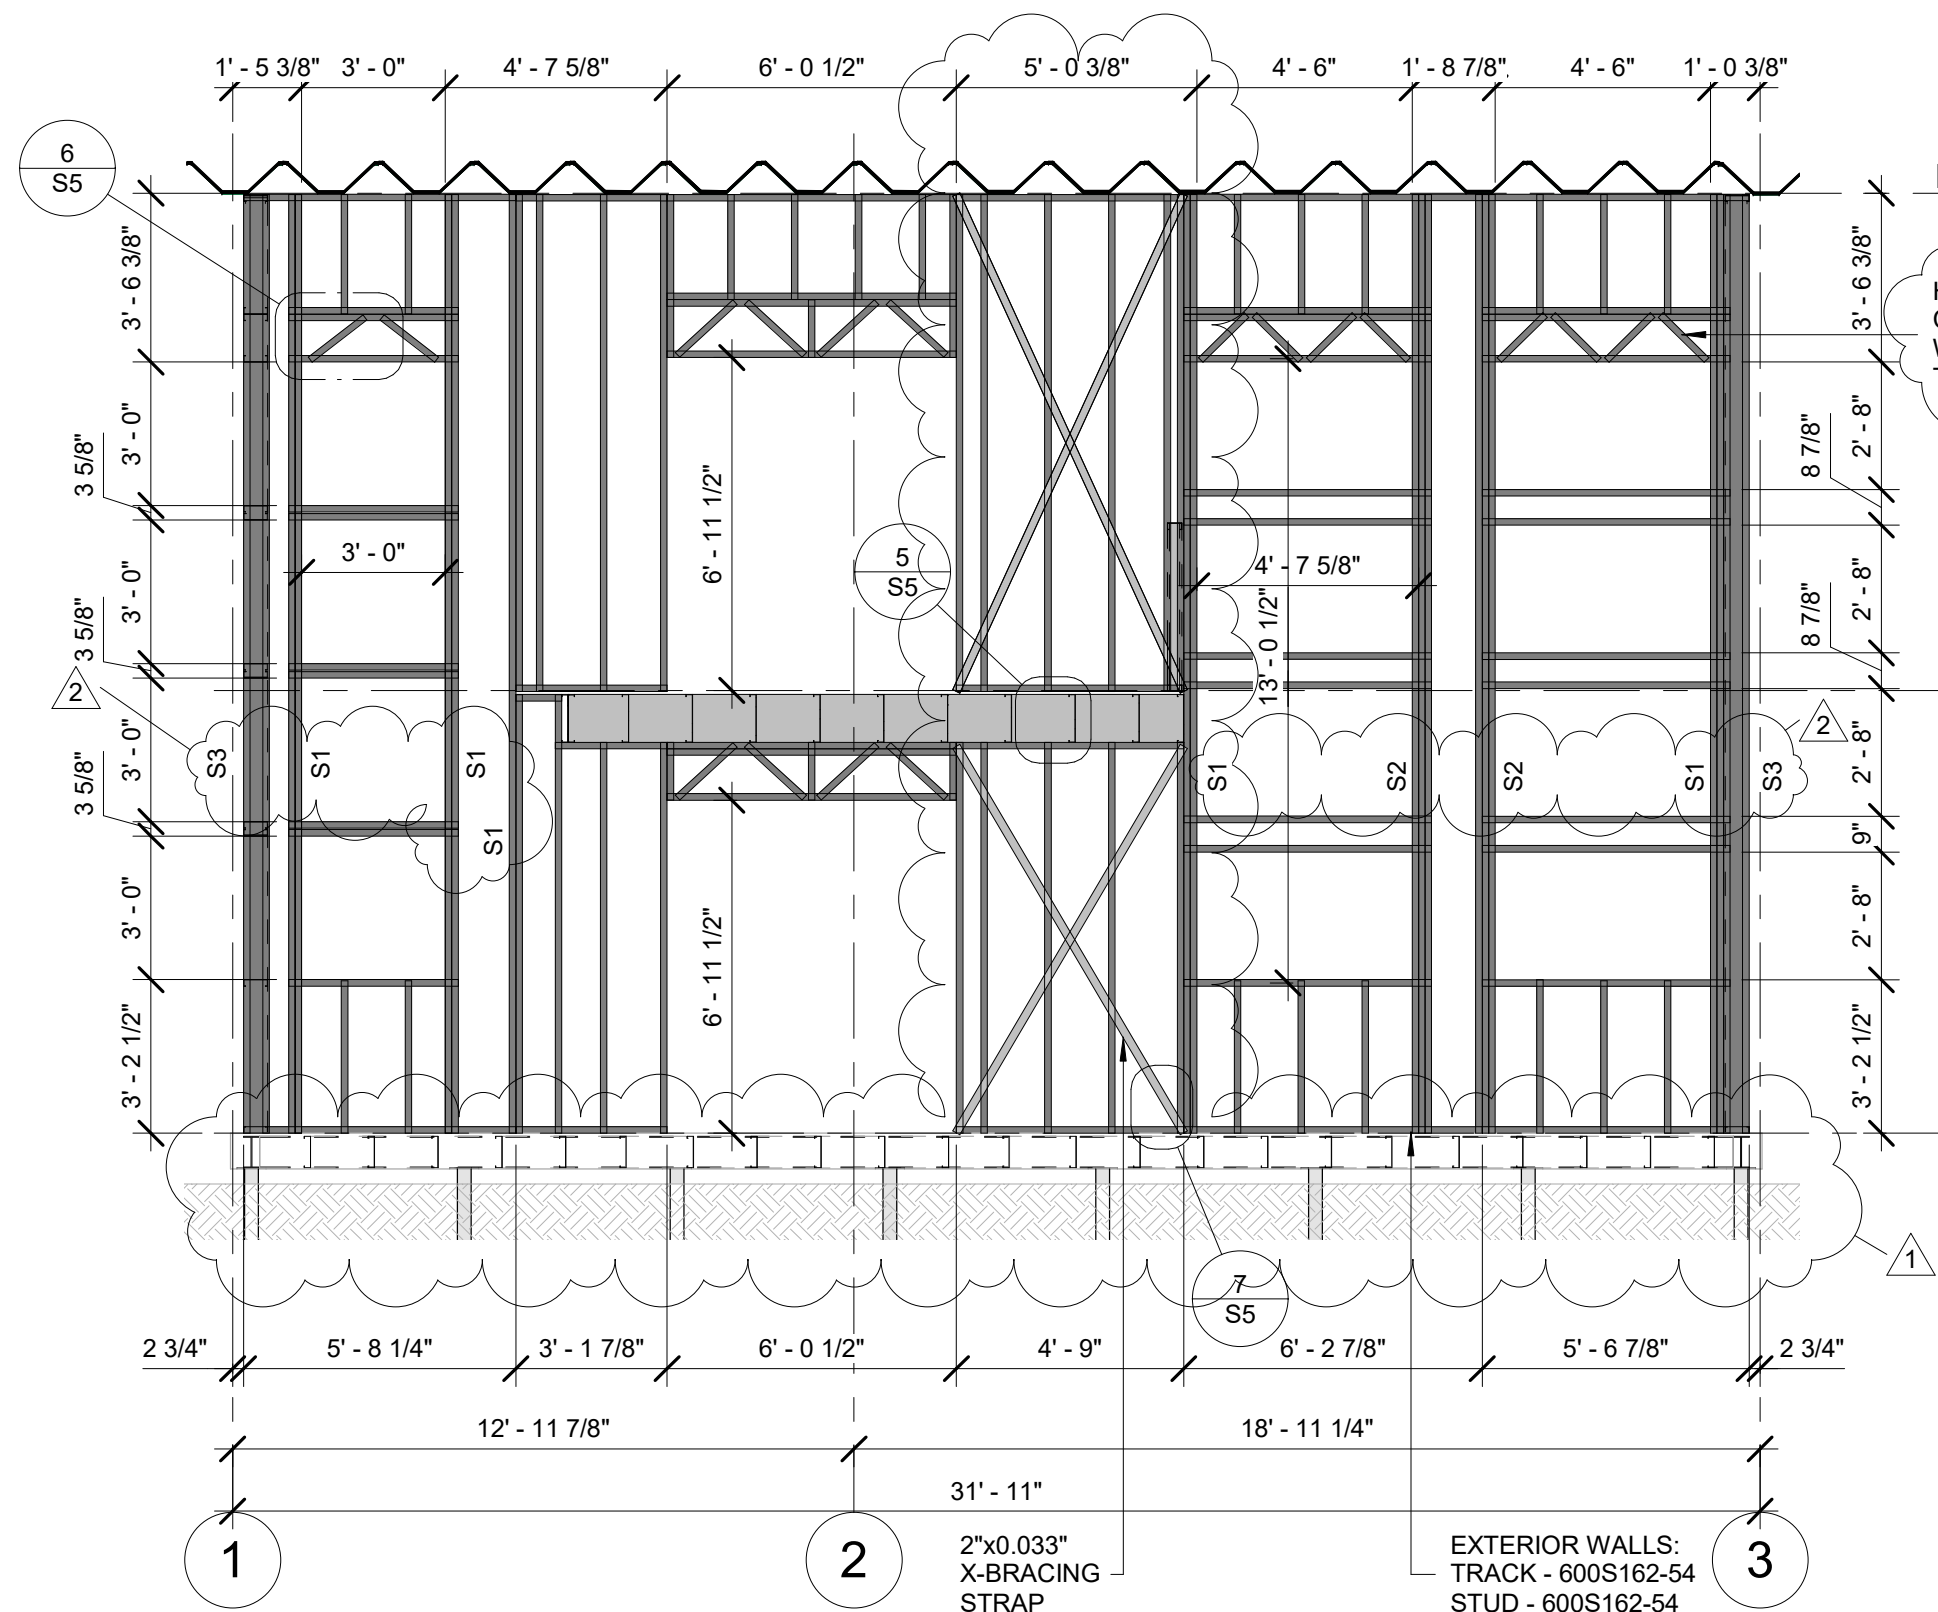 1' - 5 3/8" 3' - 0" 4' - 7 5/8" 6' - 0 1/2" 5' - 0 3/8" 4' - 6" 1' - 8 7/8" 4' - 6" 1' - 0 3/8"
6
S5
3' - 6 3/8"
3' - 0"
3 5/8"
3' - 0"
3 5/8"
3' - 0"
3 5/8"
3' - 0"
3' - 2 1/2"
2
3' - 0"
6' - 11 1/2"
5
S5
4' - 7 5/8"
13' - 0 1/2"
6' - 11 1/2"
S3
S1
S1
S1
S1
S2
S2
S1
S3
2
3' - 6 3/8"
2' - 8"
8 7/8"
2' - 8"
8 7/8"
2' - 8"
9"
2' - 8"
3' - 2 1/2"
1
7
S5
2 3/4" 5' - 8 1/4" 3' - 1 7/8" 6' - 0 1/2" 4' - 9" 6' - 2 7/8" 5' - 6 7/8" 2 3/4"
12' - 11 7/8" 18' - 11 1/4"
31' - 11"
1
2
3
2"x0.033"
X-BRACING
STRAP
EXTERIOR WALLS:
TRACK - 600S162-54
STUD - 600S162-54